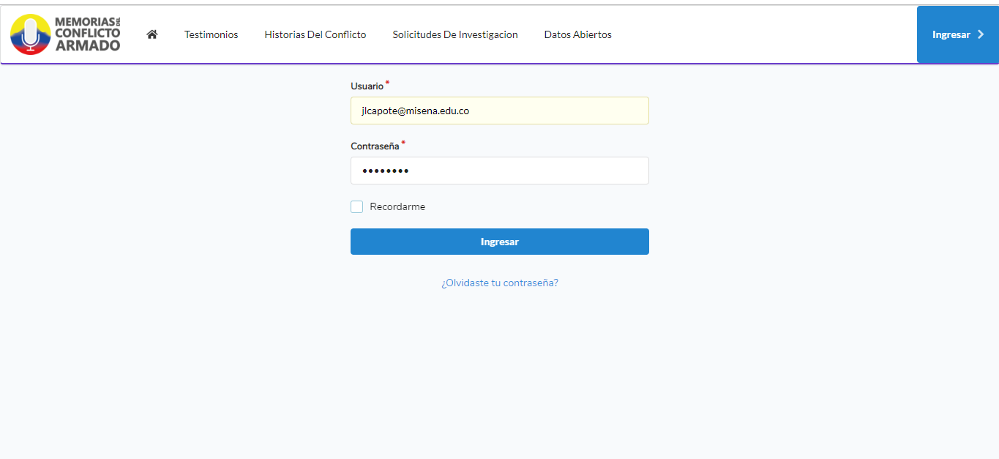 MEMORIAS DEL
CONFLICTO
ARMADO
Testimonios Historias Del Conflicto Solicitudes De Investigacion Datos Abiertos Ingresar
Usuario *
jlcapote@misena.edu.co
Contraseña *
••••••••
Recordarme
Ingresar
¿Olvidaste tu contraseña?